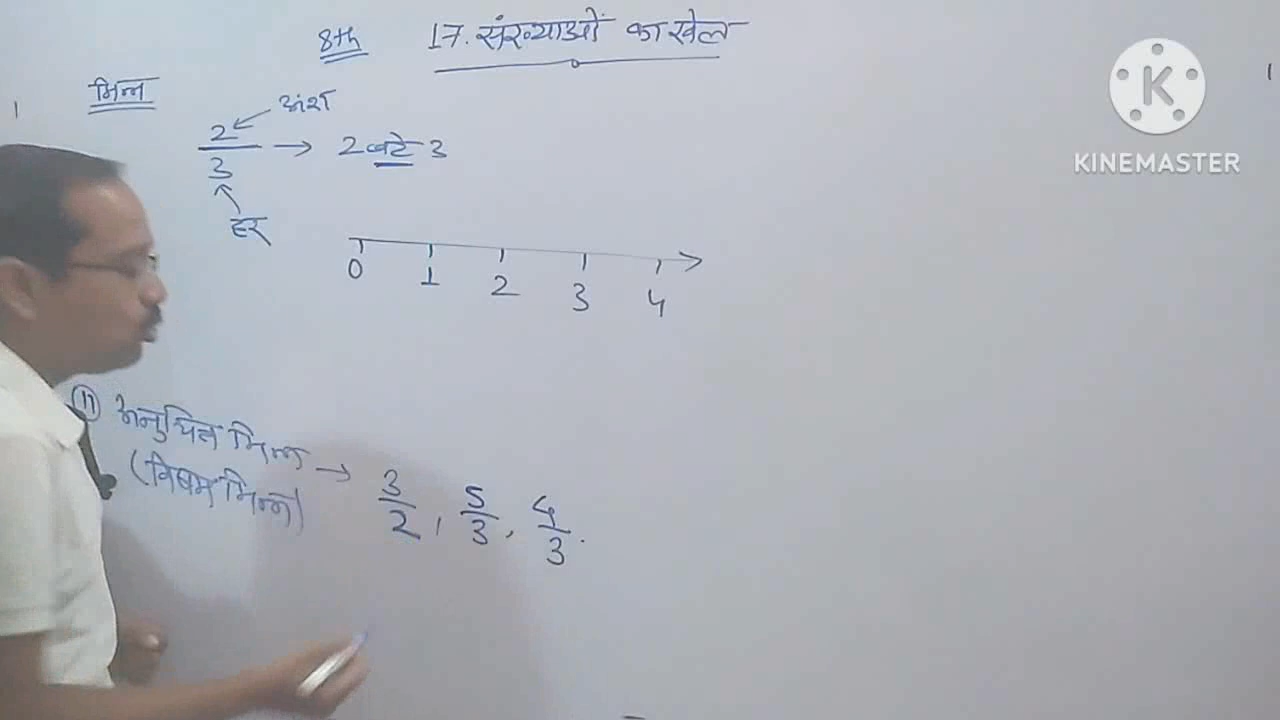 8th 17. संख्याओं का खेल
भिन्न
2/3 ← अंश
→ 2 बटे 3
हर
0 1 2 3 4
(ii) अनुचित भिन्न
(विषम भिन्न) → 3/2, 5/3, 4/3.
KINEMASTER